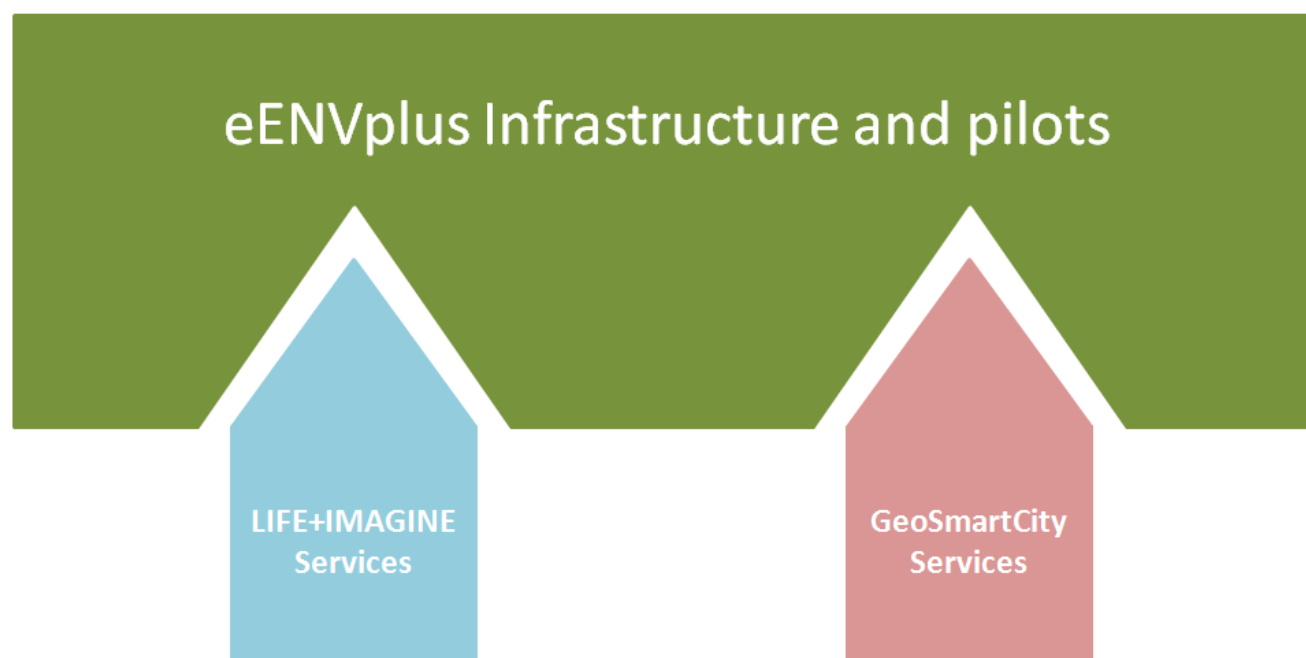 eENVplus Infrastructure and pilots
LIFE+IMAGINE
Services
GeoSmartCity
Services